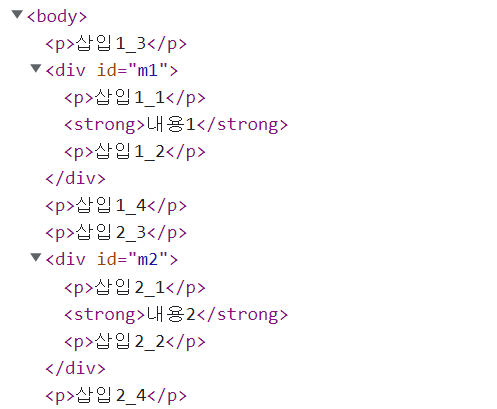 <body>
<p>삽입1_3</p>
<div id="m1">
<p>삽입1_1</p>
<strong>내용1</strong>
<p>삽입1_2</p>
</div>
<p>삽입1_4</p>
<p>삽입2_3</p>
<div id="m2">
<p>삽입2_1</p>
<strong>내용2</strong>
<p>삽입2_2</p>
</div>
<p>삽입2_4</p>